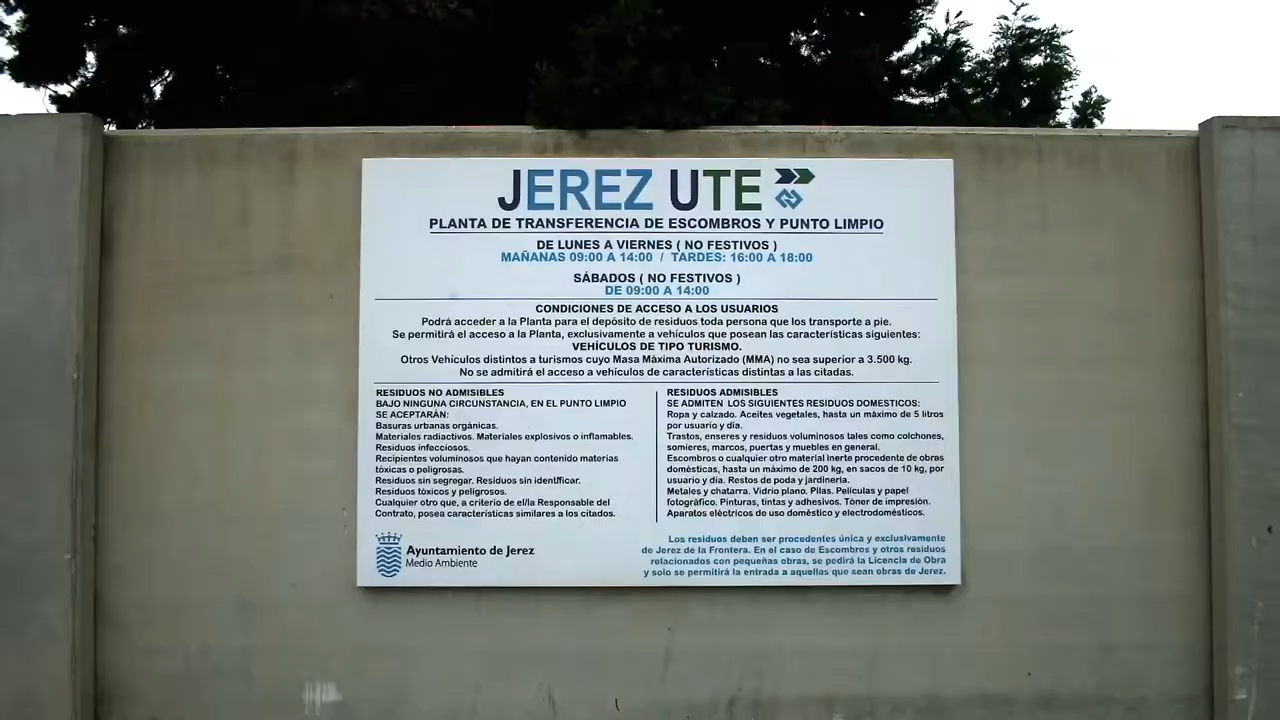 JEREZ UTE
PLANTA DE TRANSFERENCIA DE ESCOMBROS Y PUNTO LIMPIO
DE LUNES A VIERNES ( NO FESTIVOS )
MAÑANAS 09:00 A 14:00 / TARDES: 16:00 A 18:00
SÁBADOS ( NO FESTIVOS )
DE 09:00 A 14:00
CONDICIONES DE ACCESO A LOS USUARIOS
Podrá acceder a la Planta para el depósito de residuos toda persona que los transporte a pie.
Se permitirá el acceso a la Planta, exclusivamente a vehículos que posean las características siguientes:
VEHÍCULOS DE TIPO TURISMO.
Otros Vehículos distintos a turismos cuyo Masa Máxima Autorizado (MMA) no sea superior a 3.500 kg.
No se admitirá el acceso a vehículos de características distintas a las citadas.
RESIDUOS NO ADMISIBLES
BAJO NINGUNA CIRCUNSTANCIA, EN EL PUNTO LIMPIO
SE ACEPTARÁN:
Basuras urbanas orgánicas.
Materiales radiactivos. Materiales explosivos o inflamables.
Residuos infecciosos.
Recipientes voluminosos que hayan contenido materias
tóxicas o peligrosas.
Residuos sin segregar. Residuos sin identificar.
Residuos tóxicos y peligrosos.
Cualquier otro que, a criterio de el/la Responsable del
Contrato, posea características similares a los citados.
RESIDUOS ADMISIBLES
SE ADMITEN LOS SIGUIENTES RESIDUOS DOMESTICOS:
Ropa y calzado. Aceites vegetales, hasta un máximo de 5 litros
por usuario y día.
Trastos, enseres y residuos voluminosos tales como colchones,
somieres, marcos, puertas y muebles en general.
Escombros o cualquier otro material inerte procedente de obras
domésticas, hasta un máximo de 200 kg, en sacos de 10 kg, por
usuario y día. Restos de poda y jardinería.
Metales y chatarra. Vidrio plano. Pilas. Películas y papel
fotográfico. Pinturas, tintas y adhesivos. Tóner de impresión.
Aparatos eléctricos de uso doméstico y electrodomésticos.
Ayuntamiento de Jerez
Medio Ambiente
Los residuos deben ser procedentes única y exclusivamente
de Jerez de la Frontera. En el caso de Escombros y otros residuos
relacionados con pequeñas obras, se pedirá la Licencia de Obra
y solo se permitirá la entrada a aquellas que sean obras de Jerez.